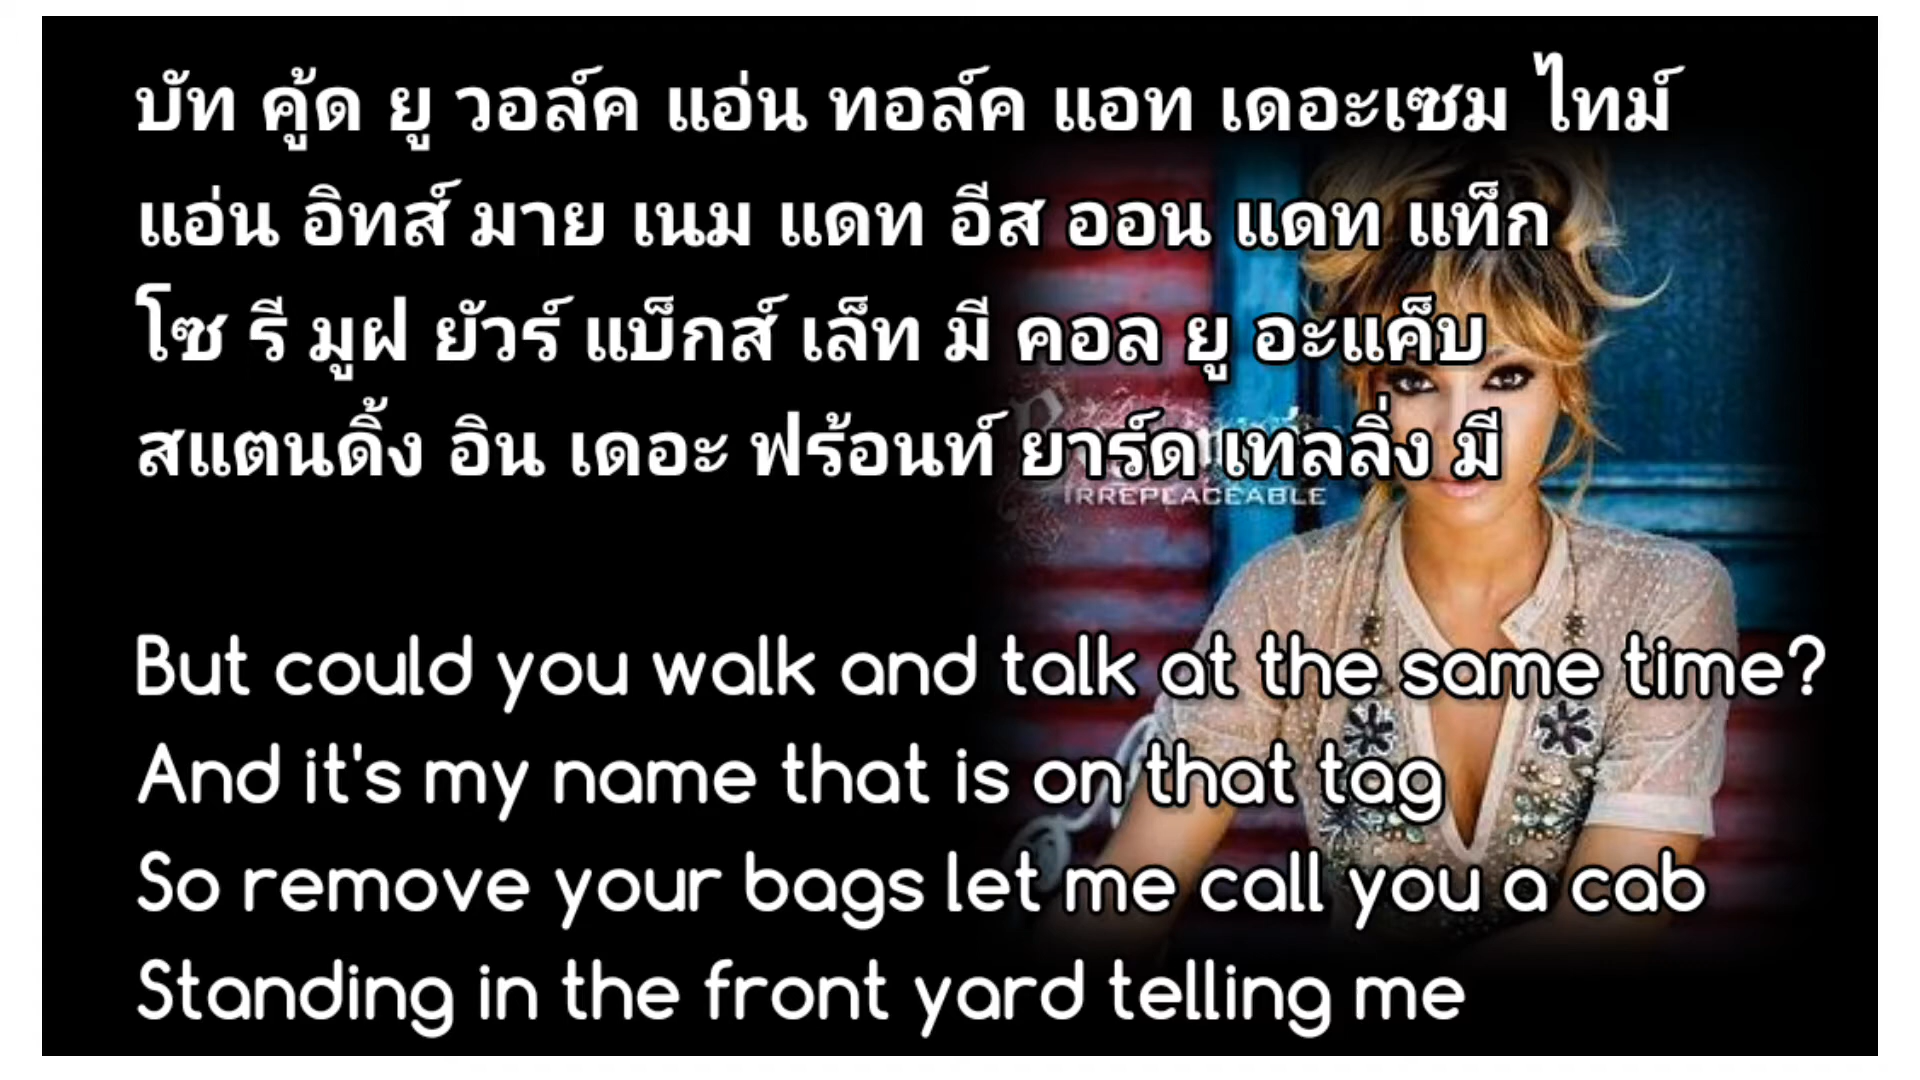 บัท คู้ด ยู วอล์ค แอ่น ทอล์ค แอท เดอะเซม ไทม์
แอ่น อิทส์ มาย เนม แดท อีส ออน แดท แท็ก
โซ รี มูฝ ยัวร์ แบ็กส์ เล็ท มี คอล ยู อะแค็บ
สแตนดิ้ง อิน เดอะ ฟร้อนท์ ยาร์ด เทลลิ่ง มี
IRREPLACEABLE
But could you walk and talk at the same time?
And it's my name that is on that tag
So remove your bags let me call you a cab
Standing in the front yard telling me